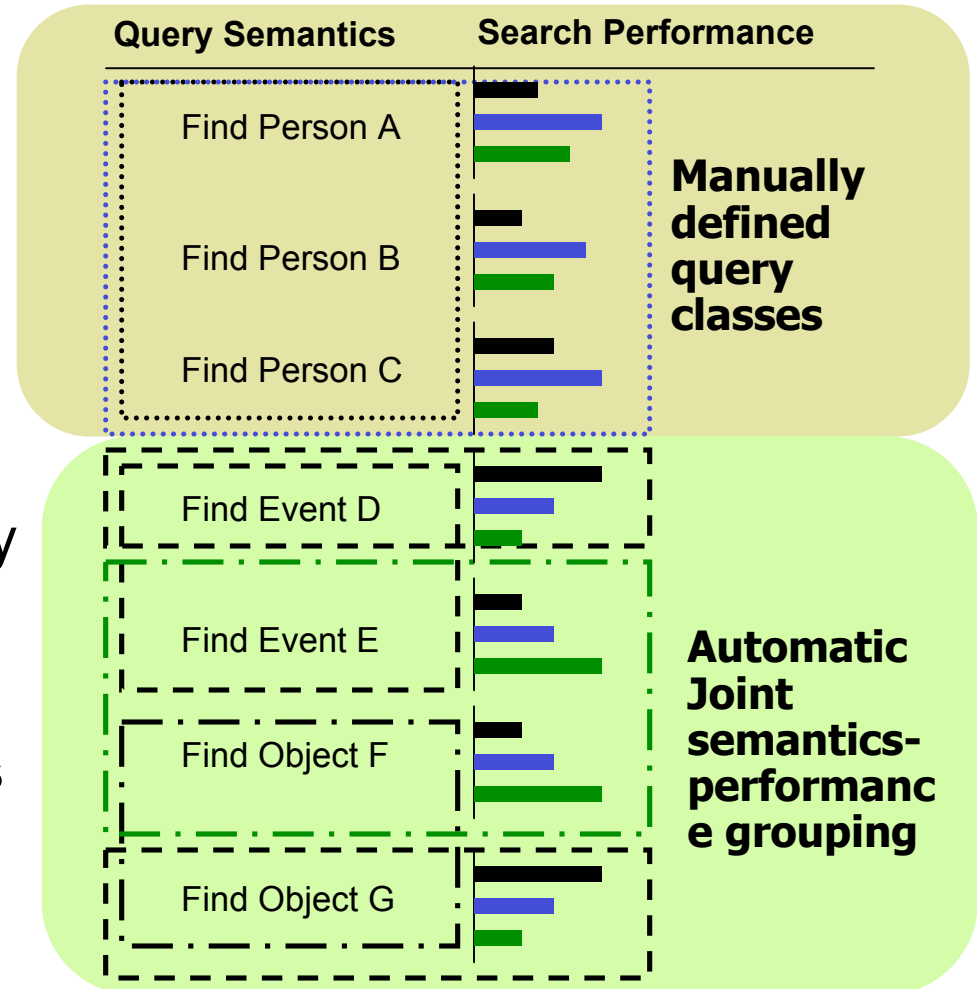 Query Semantics
Search Performance
Find Person A
Find Person B
Find Person C
Manually
defined
query
classes
Find Event D
y
Find Event E
Find Object F
s
Find Object G
Automatic
Joint
semantics-
performanc
e grouping